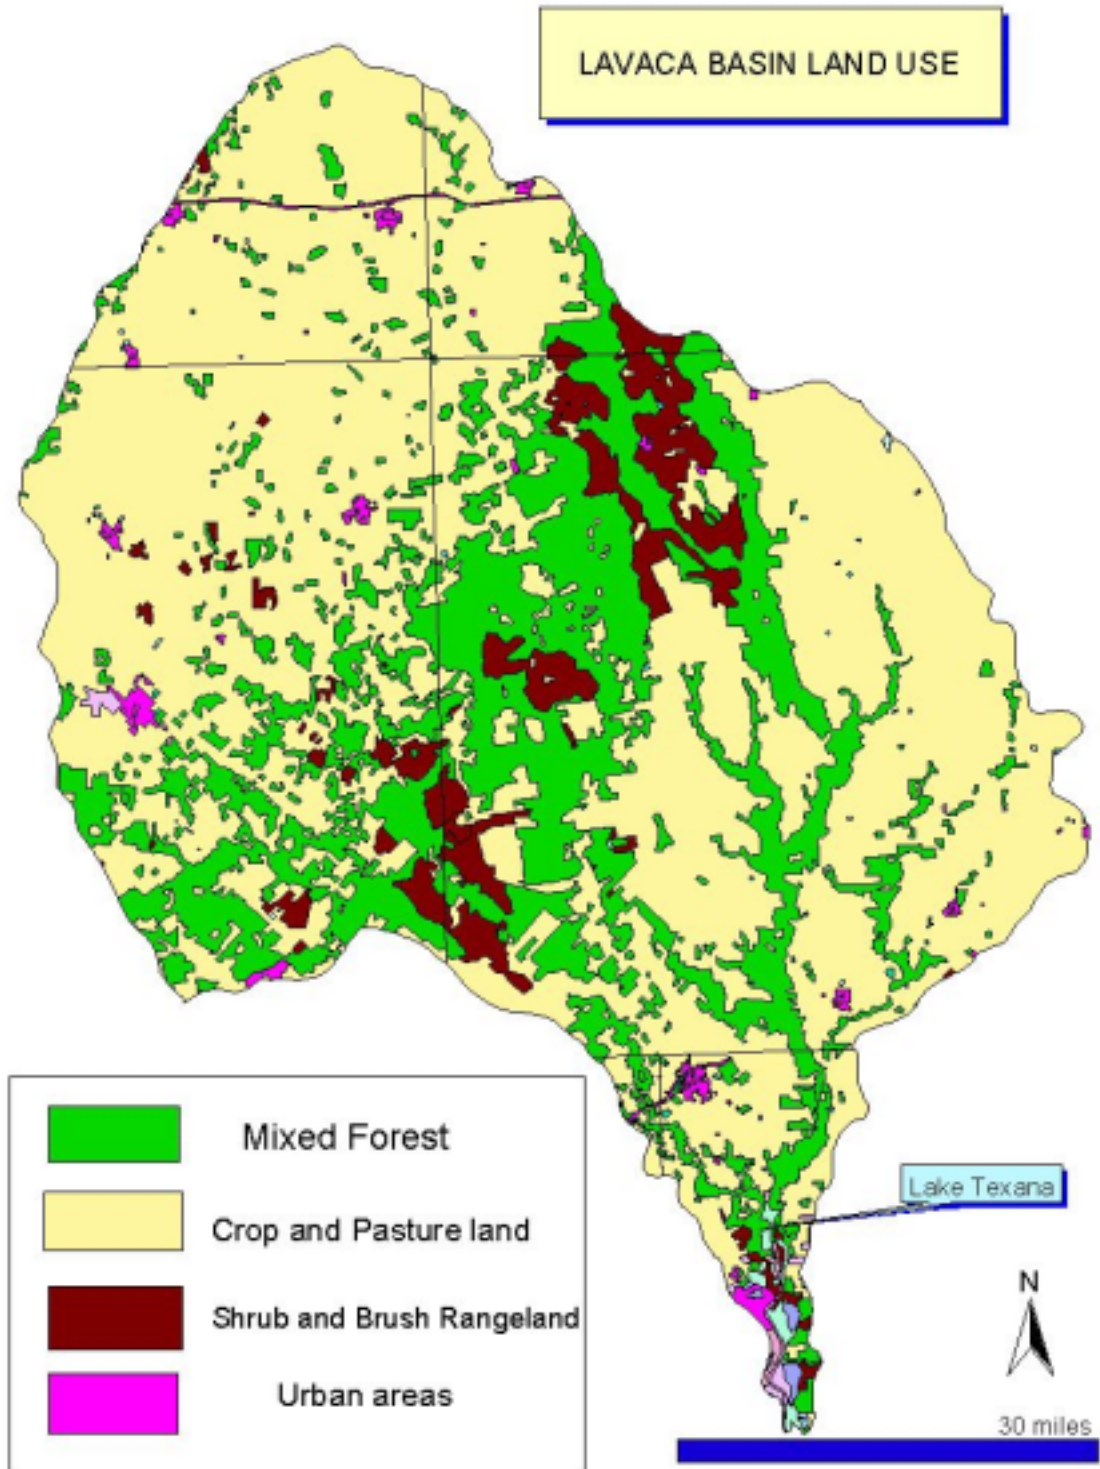 LAVACA BASIN LAND USE
Mixed Forest
Crop and Pasture land
Shrub and Brush Rangeland
Urban areas
Lake Texana
N
30 miles